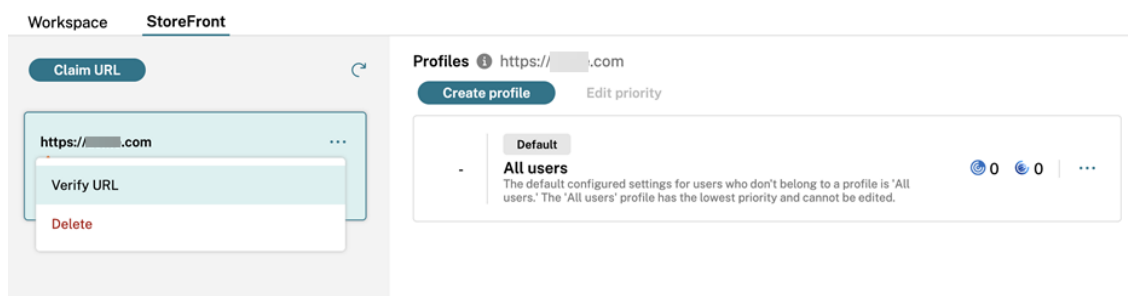 Workspace StoreFront
Claim URL
https:// .com
Verify URL
Delete
Profiles https:// .com
Create profile Edit priority
Default
- All users 0 0
The default configured settings for users who don't belong to a profile is 'All
users.' The 'All users' profile has the lowest priority and cannot be edited.